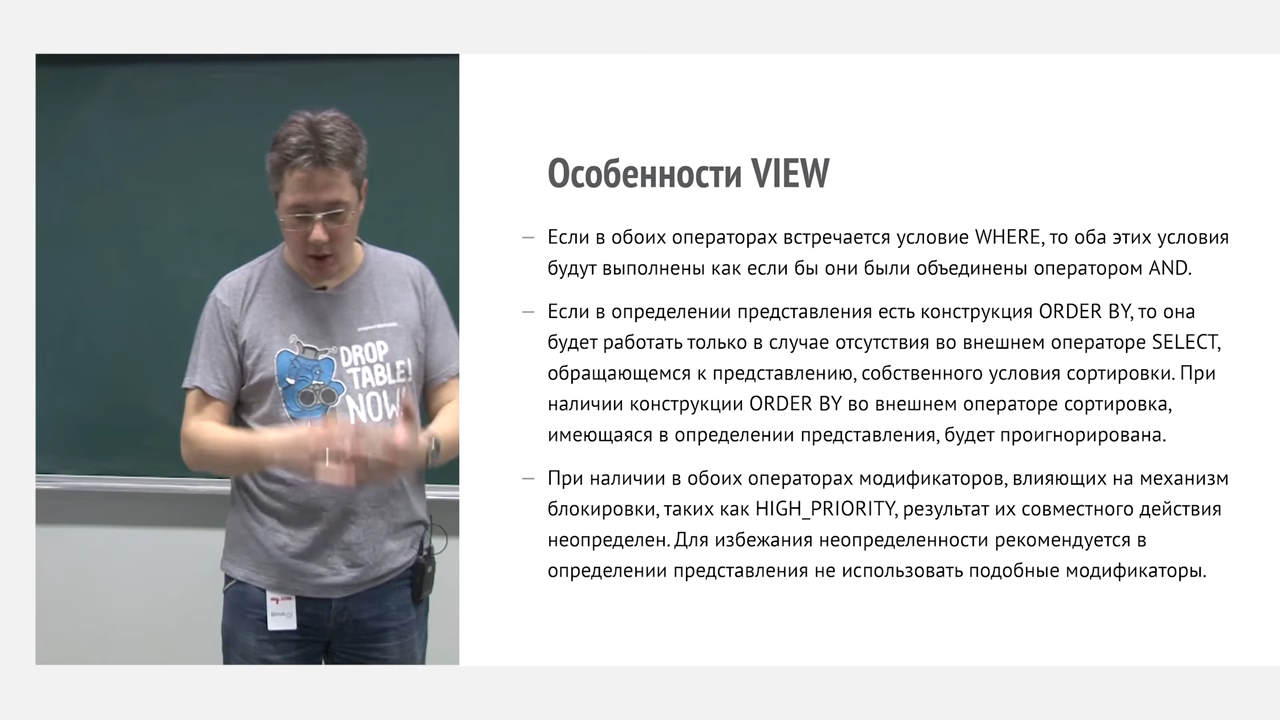 DROP
TABLE!
NOW!
Особенности VIEW
— Если в обоих операторах встречается условие WHERE, то оба этих условия
будут выполнены как если бы они были объединены оператором AND.
— Если в определении представления есть конструкция ORDER BY, то она
будет работать только в случае отсутствия во внешнем операторе SELECT,
обращающемся к представлению, собственного условия сортировки. При
наличии конструкции ORDER BY во внешнем операторе сортировка,
имеющаяся в определении представления, будет проигнорирована.
— При наличии в обоих операторах модификаторов, влияющих на механизм
блокировки, таких как HIGH_PRIORITY, результат их совместного действия
неопределен. Для избежания неопределенности рекомендуется в
определении представления не использовать подобные модификаторы.